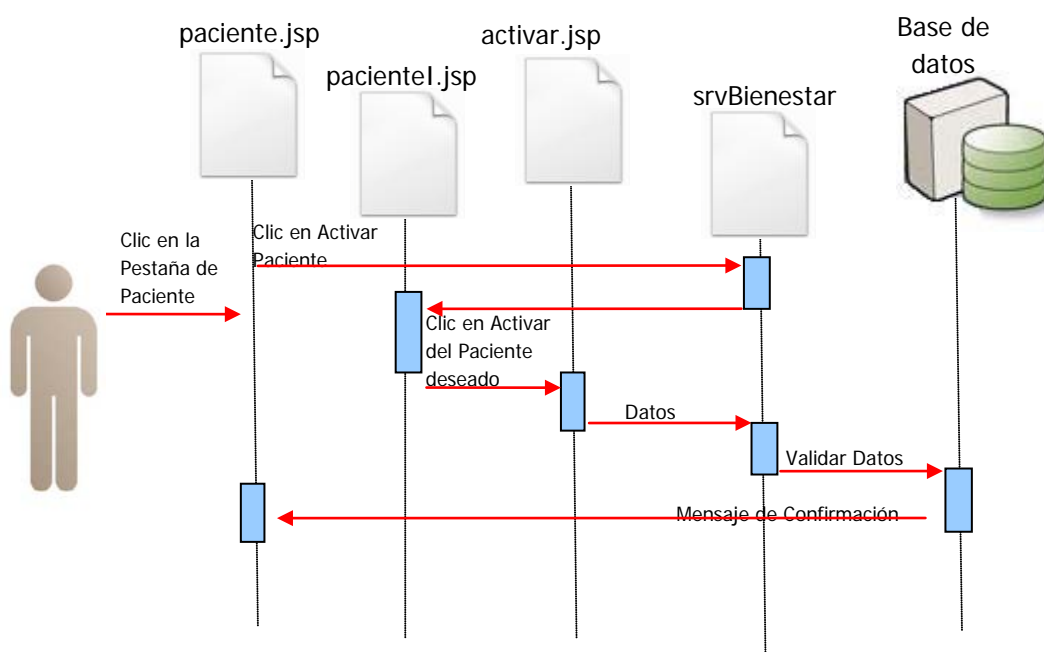 paciente.jsp
activar.jsp
Base de
datos
pacienteI.jsp
srvBienestar
Clic en la
Pestaña de
Paciente
Clic en Activar
Paciente
Clic en Activar
del Paciente
deseado
Datos
Validar Datos
Mensaje de Confirmación